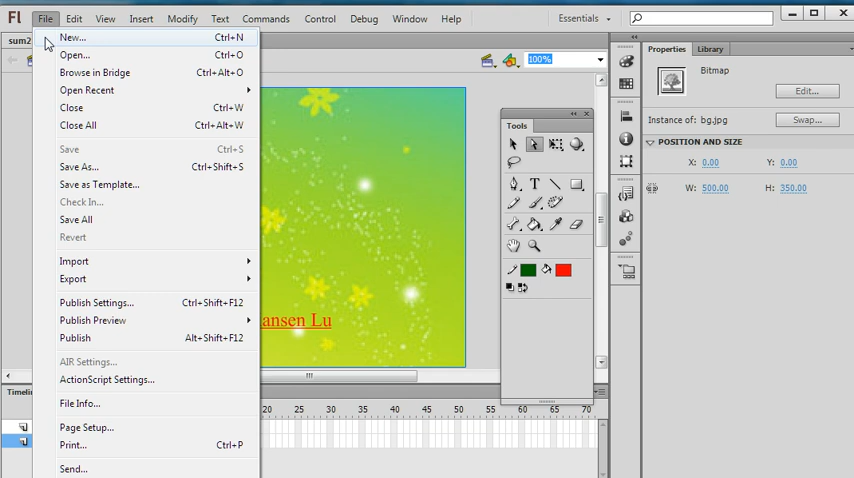 Fl File Edit View Insert Modify Text Commands Control Debug Window Help Essentials
sum2
New... Ctrl+N
Open... Ctrl+O
Browse in Bridge Ctrl+Alt+O
Open Recent
Close Ctrl+W
Close All Ctrl+Alt+W
Save Ctrl+S
Save As... Ctrl+Shift+S
Save as Template...
Check In...
Save All
Revert
Import
Export
Publish Settings... Ctrl+Shift+F12
Publish Preview
Publish Alt+Shift+F12
AIR Settings...
ActionScript Settings...
File Info...
Page Setup...
Print... Ctrl+P
Send...
100%
ansen Lu
Tools
T
Properties Library
Bitmap
Edit...
Instance of: bg.jpg Swap...
POSITION AND SIZE
X: 0.00 Y: 0.00
W: 500.00 H: 350.00
Timelin
20 25 30 35 40 45 50 55 60 65 70